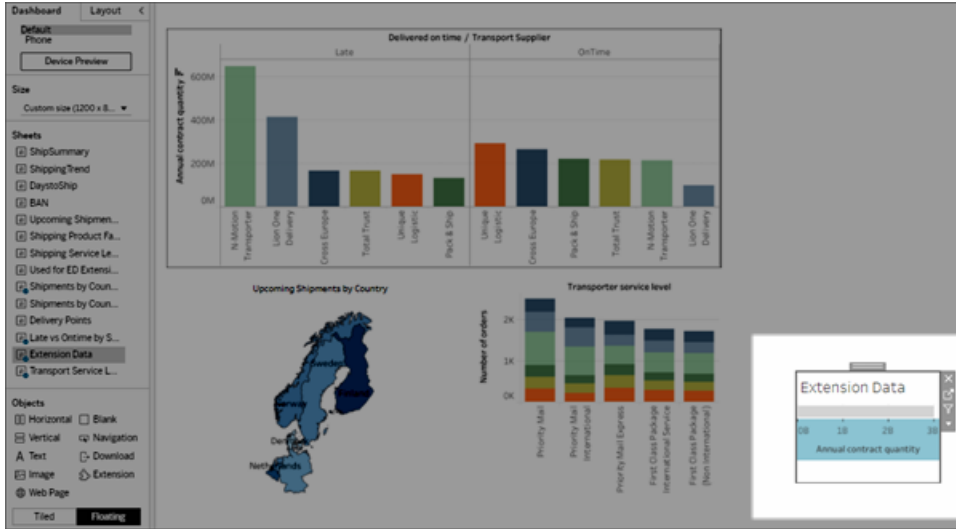 Dashboard
Layout
<
Default
Phone
Device Preview
Size
Custom size (1200 x 8...
Sheets
ShipSummary
ShippingTrend
DaystoShip
BAN
Upcoming Shipmen...
Shipping Product Fa...
Shipping Service Le...
Used for ED Extensi...
Shipments by Coun...
Shipments by Coun...
Delivery Points
Late vs Ontime by S...
Extension Data
Transport Service L...
Objects
Horizontal
Blank
Vertical
Navigation
A Text
Download
Image
Extension
Web Page
Tiled
Floating
Delivered on time / Transport Supplier
Late
OnTime
Annual contract quantity
600M
400M
200M
0M
N-Motion
Transporter
Lion One
Delivery
Cross Europe
Total Trust
Unique
Logistic
Pack & Ship
Unique
Logistic
Cross Europe
Pack & Ship
Total Trust
N-Motion
Transporter
Lion One
Delivery
Upcoming Shipments by Country
Sweden
Finland
Norway
Denmark
Netherlands
Transporter service level
Number of orders
2K
1K
0K
Priority Mail
Priority Mail
International
Priority Mail Express
First Class Package
International Service
First Class Package
(Non International)
Extension Data
0B
1B
2B
3B
Annual contract quantity